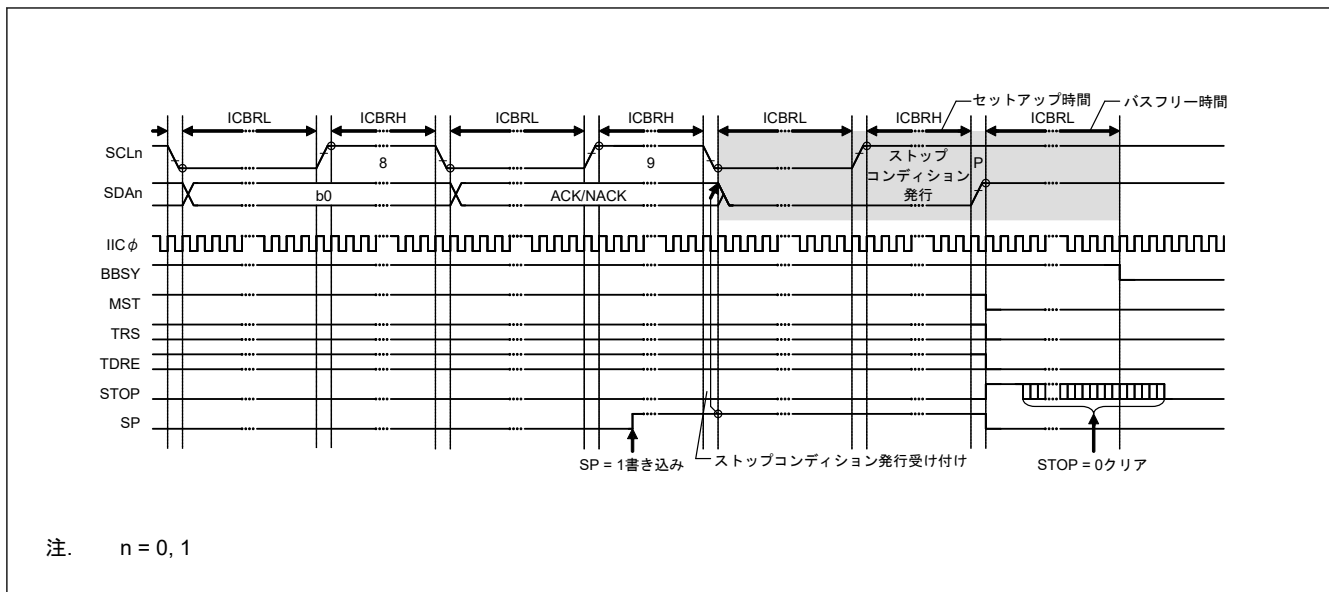 セットアップ時間
バスフリー時間
ICBRL ICBRH ICBRL ICBRH ICBRL ICBRH ICBRL
SCLn 8 9 ストップコンディション発行 P
SDAn b0 ACK/NACK
IICφ
BBSY
MST
TRS
TDRE
STOP
SP
SP = 1書き込み ストップコンディション発行受け付け STOP = 0クリア
注. n = 0, 1